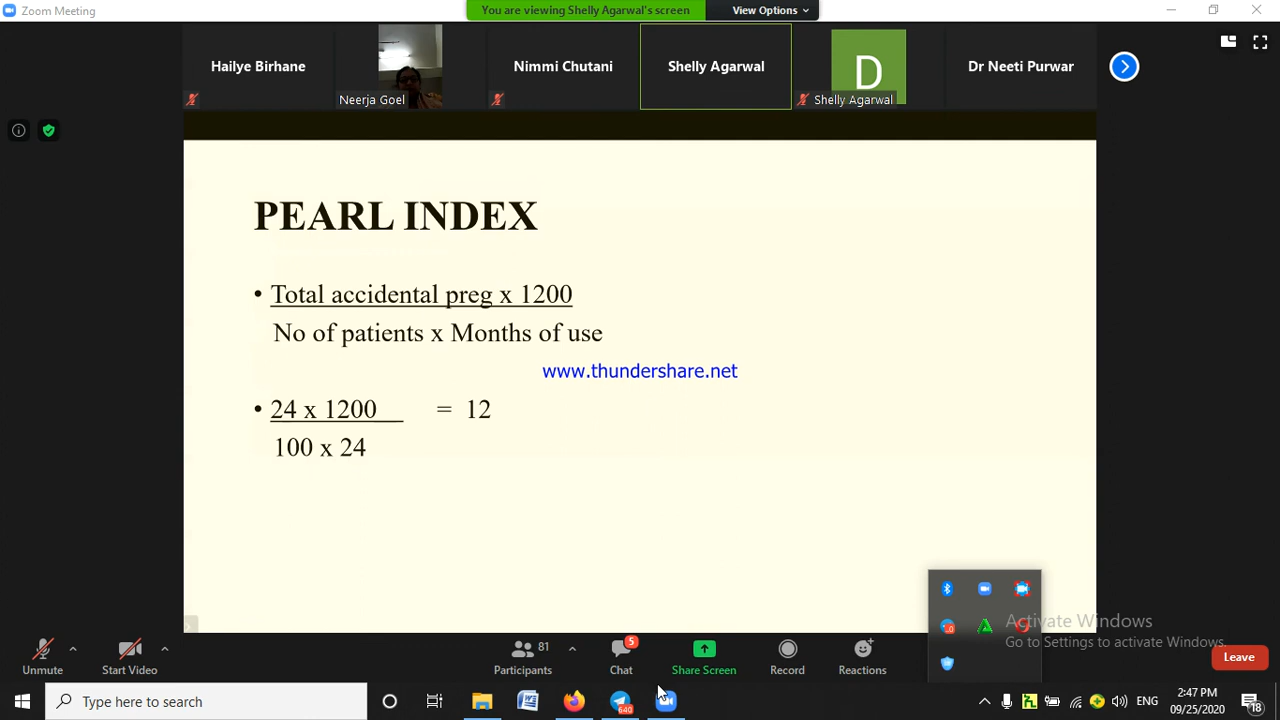 Zoom Meeting
You are viewing Shelly Agarwal's screen
View Options
Hailye Birhane
Neerja Goel
Nimmi Chutani
Shelly Agarwal
D
Shelly Agarwal
Dr Neeti Purwar
PEARL INDEX
• Total accidental preg x 1200
No of patients x Months of use
www.thundershare.net
• 24 x 1200 = 12
100 x 24
Activate Windows
Go to Settings to activate Windows.
Unmute
Start Video
81
Participants
5
Chat
Share Screen
Record
Reactions
Leave
Type here to search
640
ENG
2:47 PM
09/25/2020
18